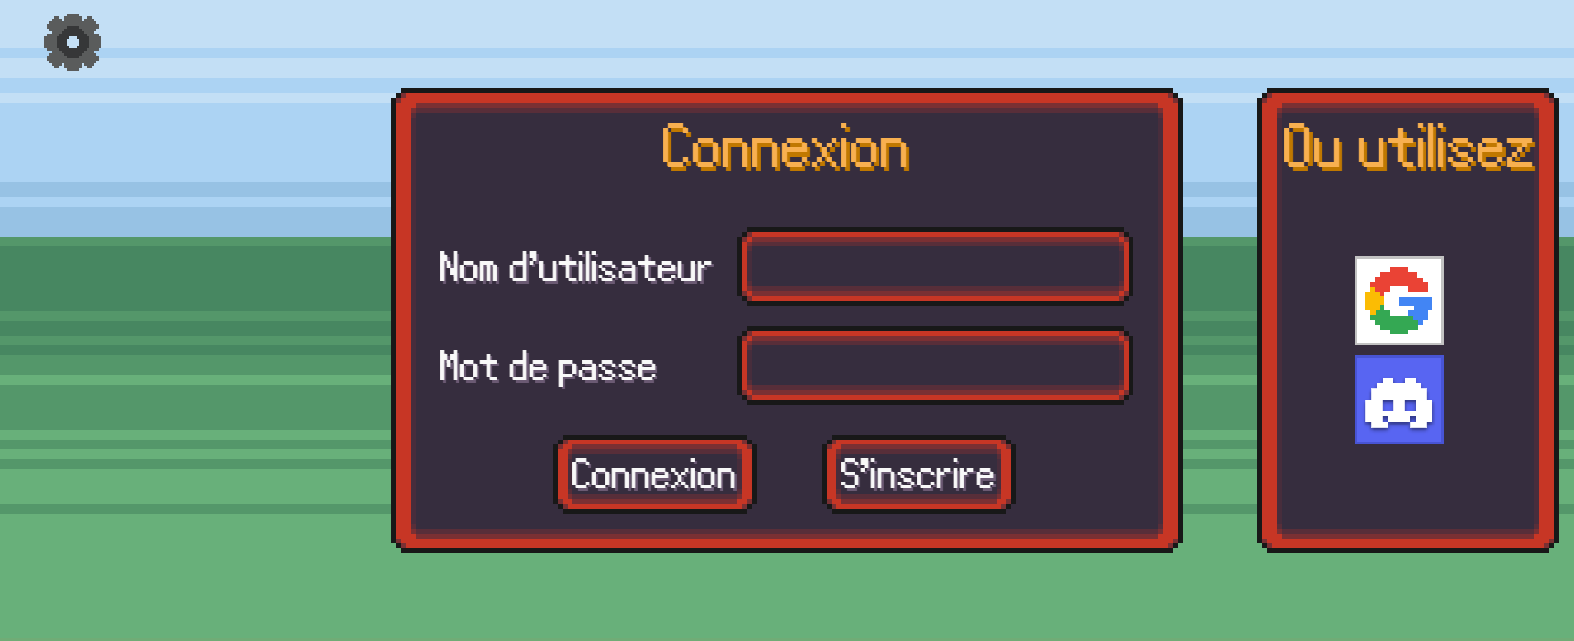 Connexion
Nom d'utilisateur
Mot de passe
Connexion
S'inscrire
Ou utilisez